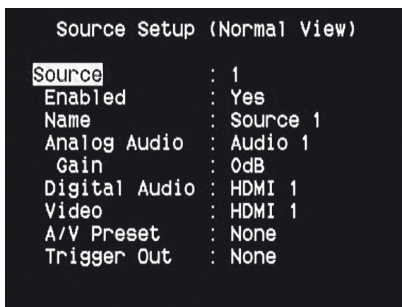 Source Setup (Normal View)
Source : 1
Enabled : Yes
Name : Source 1
Analog Audio : Audio 1
Gain : 0dB
Digital Audio : HDMI 1
Video : HDMI 1
A/V Preset : None
Trigger Out : None